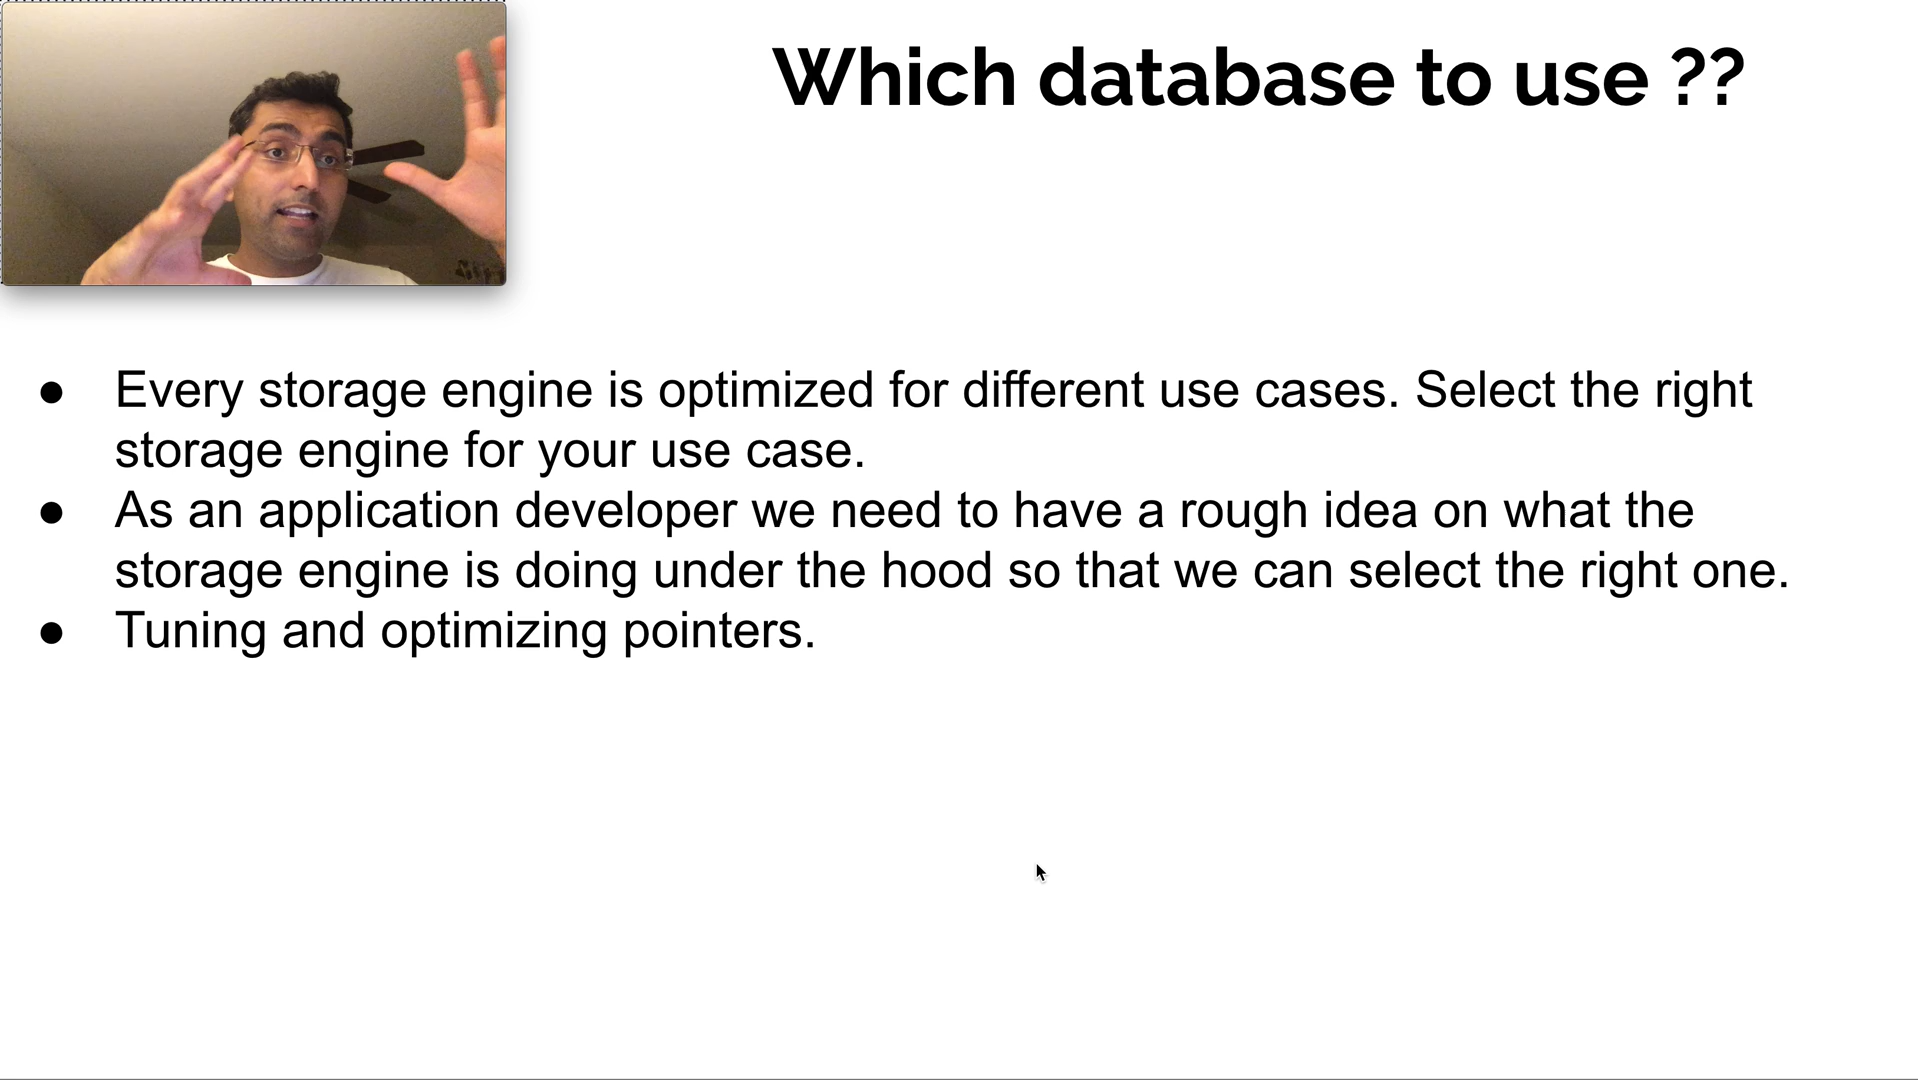 Which database to use ??
● Every storage engine is optimized for different use cases. Select the right
storage engine for your use case.
● As an application developer we need to have a rough idea on what the
storage engine is doing under the hood so that we can select the right one.
● Tuning and optimizing pointers.